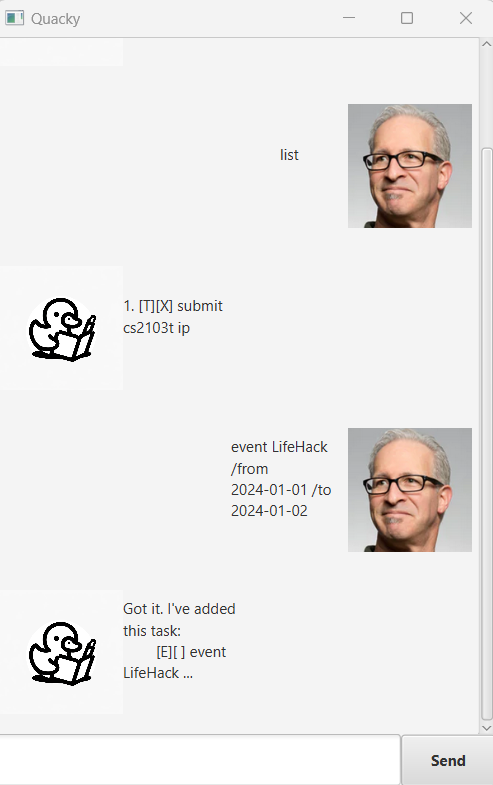 Quacky
list
1. [T][X] submit
cs2103t ip
event LifeHack
/from
2024-01-01 /to
2024-01-02
Got it. I've added
this task:
[E][ ] event
LifeHack ...
Send